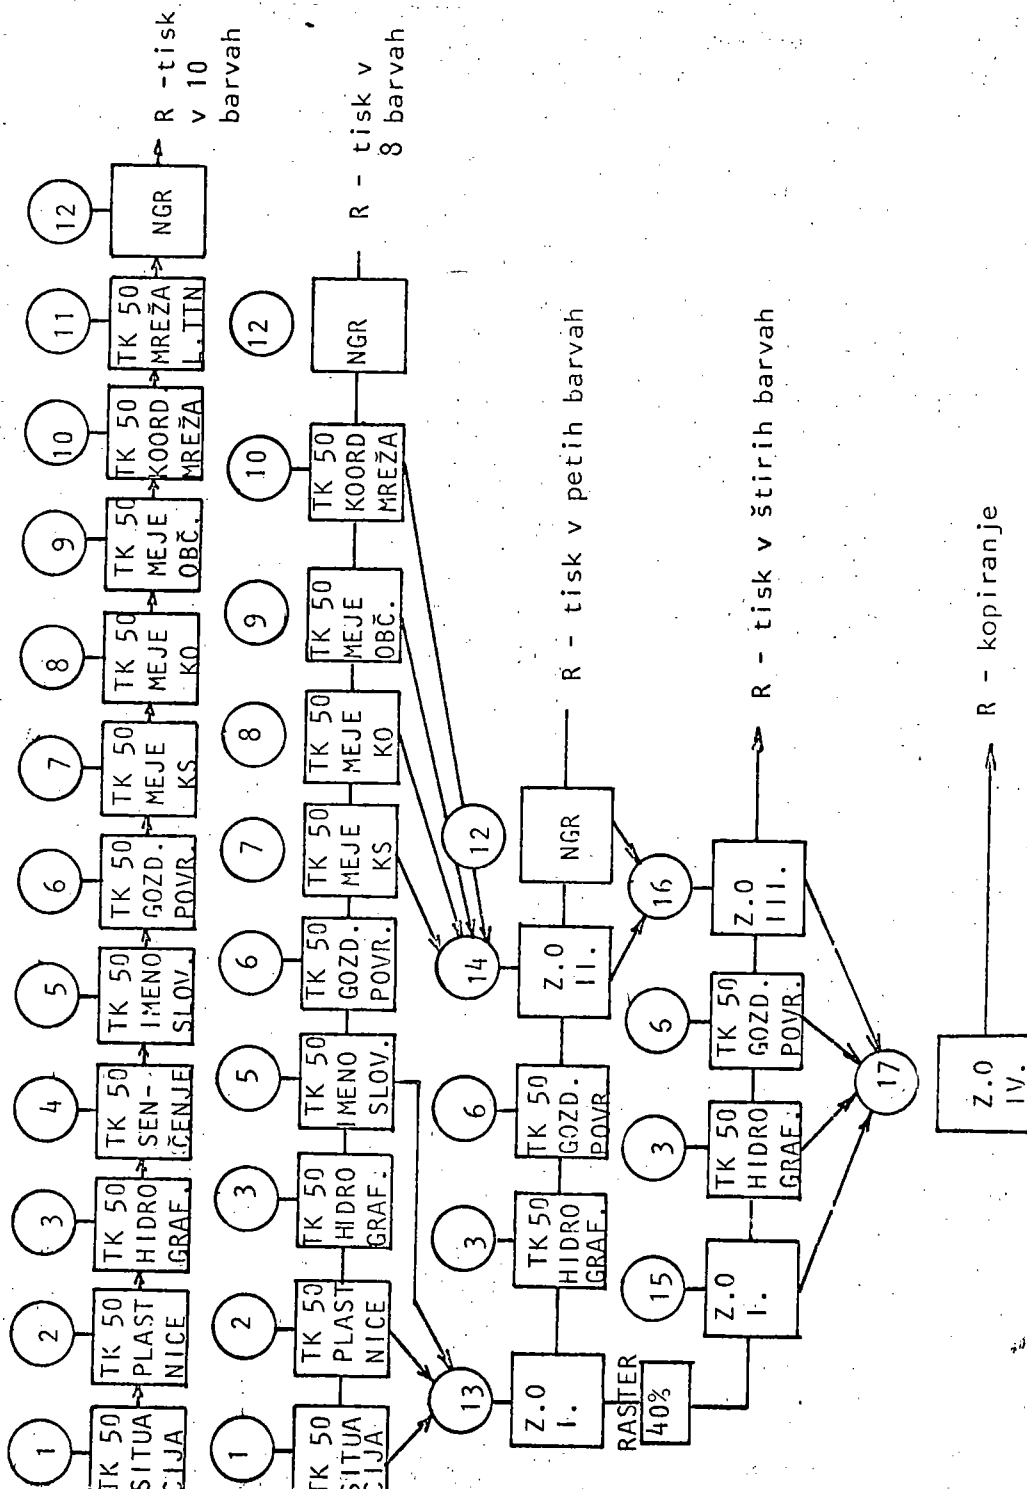 1
TK 50
SITUA
CIJA
2
TK 50
PLAST
NICE
3
TK 50
HIDRO
GRAF.
4
TK 50
SEN-
ČENJE
5
TK 50
IMENO
SLOV.
6
TK 50
GOZD.
POVR.
7
TK 50
MEJE
KS
8
TK 50
MEJE
KO
9
TK 50
MEJE
OBČ.
10
TK 50
KOORD.
MREŽA
11
TK 50
MREŽA
L.TTN
12
NGR
R -tisk
v 10
barvah
1
TK 50
SITUA
CIJA
2
TK 50
PLAST
NICE
3
TK 50
HIDRO
GRAF.
5
TK 50
IMENO
SLOV.
6
TK 50
GOZD.
POVR.
7
TK 50
MEJE
KS
8
TK 50
MEJE
KO
9
TK 50
MEJE
OBČ.
10
TK 50
KOORD
MREŽA
12
NGR
R - tisk v
8 barvah
13
Z.O
I.
3
TK 50
HIDRO
GRAF.
6
TK 50
GOZD.
POVR.
14
Z.O
II.
12
NGR
R - tisk v petih barvah
RASTER
40%
15
Z.O
I.
3
TK 50
HIDRO
GRAF.
6
TK 50
GOZD.
POVR.
16
Z.O
III.
R - tisk v štirih barvah
17
Z.O
IV.
R - kopiranje